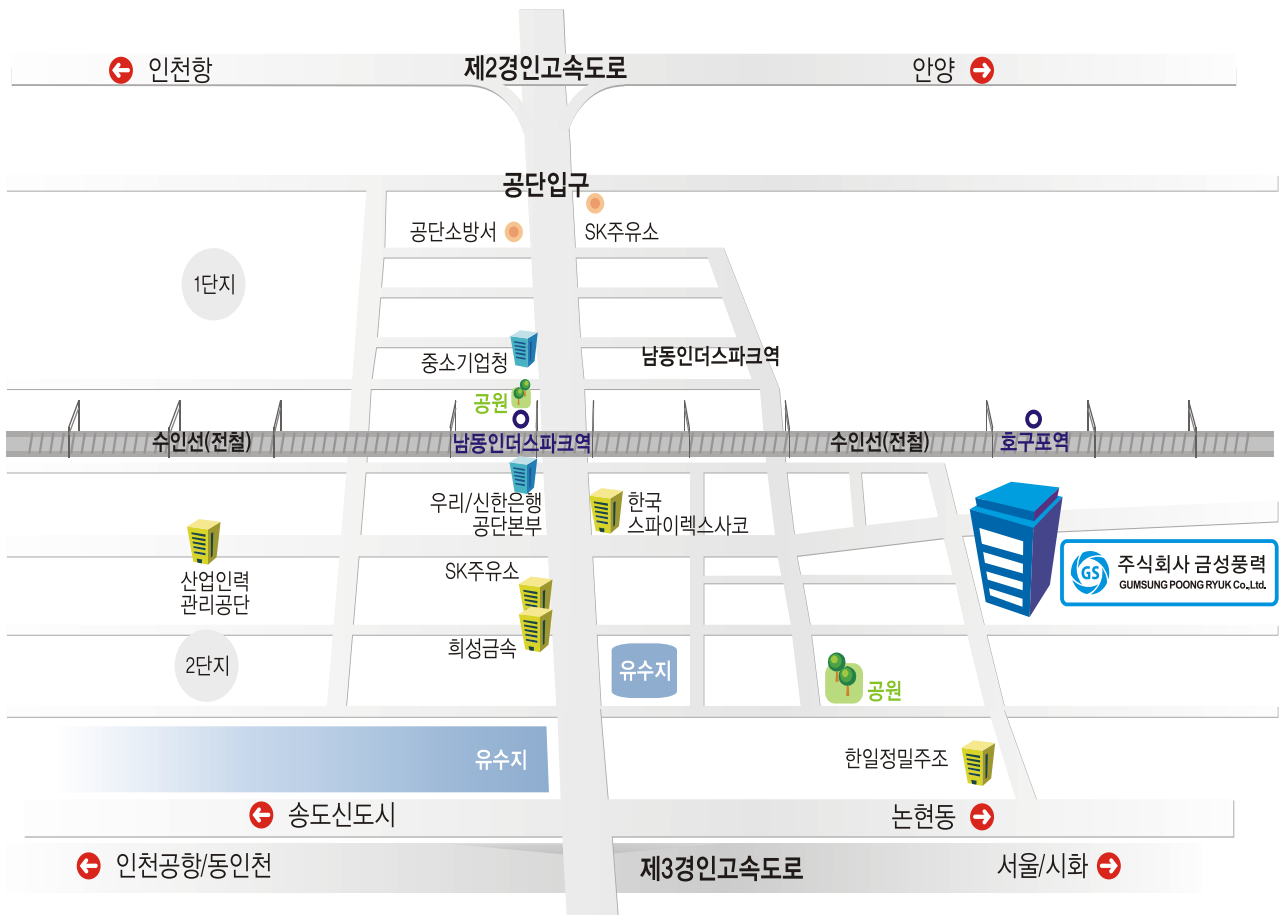 인천항
제2경인고속도로
안양
공단입구
공단소방서
SK주유소
1단지
중소기업청
남동인더스파크역
공원
수인선(전철)
남동인더스파크역
수인선(전철)
호구포역
우리/신한은행
공단본부
한국
스파이렉스사코
산업인력
관리공단
SK주유소
GS
주식회사 금성풍력
GUMSUNG POONG RYUK Co.,Ltd.
희성금속
2단지
유수지
공원
유수지
한일정밀주조
송도신도시
논현동
인천공항/동인천
제3경인고속도로
서울/시화